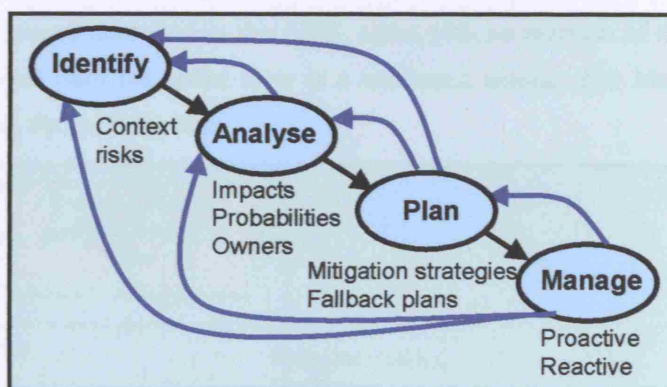 Identify
Context
risks
Analyse
Impacts
Probabilities
Owners
Plan
Mitigation strategies
Fallback plans
Manage
Proactive
Reactive